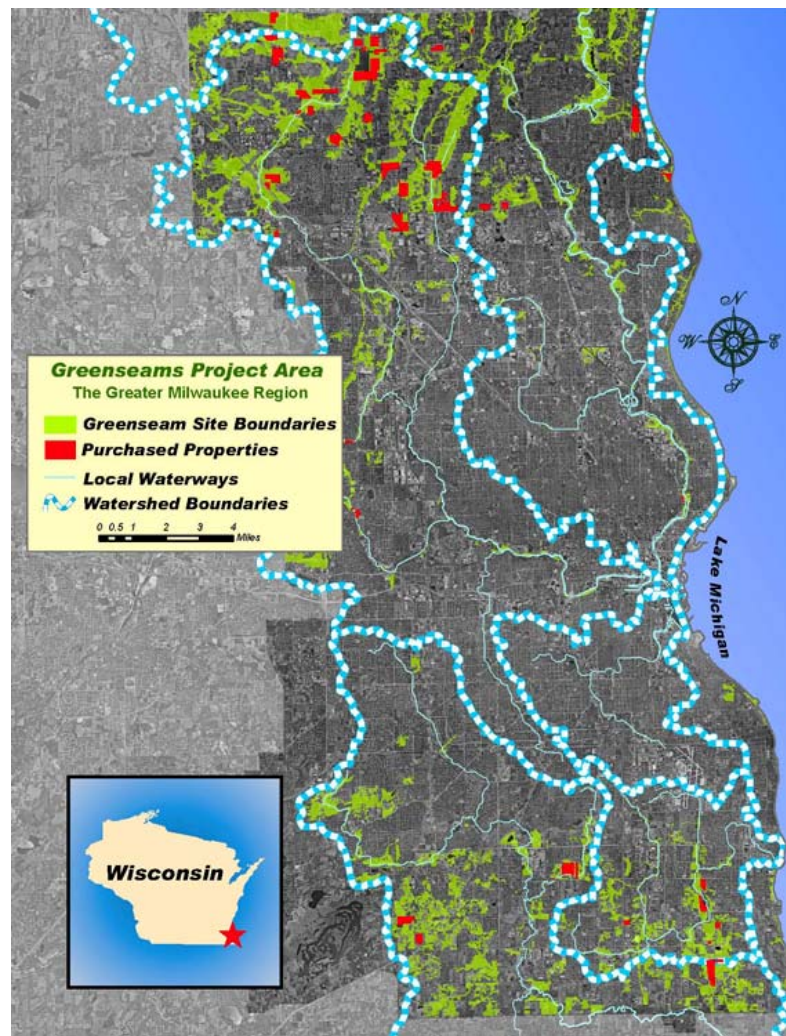 N
W
E
S
Greenseams Project Area
The Greater Milwaukee Region
Greenseam Site Boundaries
Purchased Properties
Local Waterways
Watershed Boundaries
0 0.5 1 2 3 4
Miles
Lake Michigan
Wisconsin